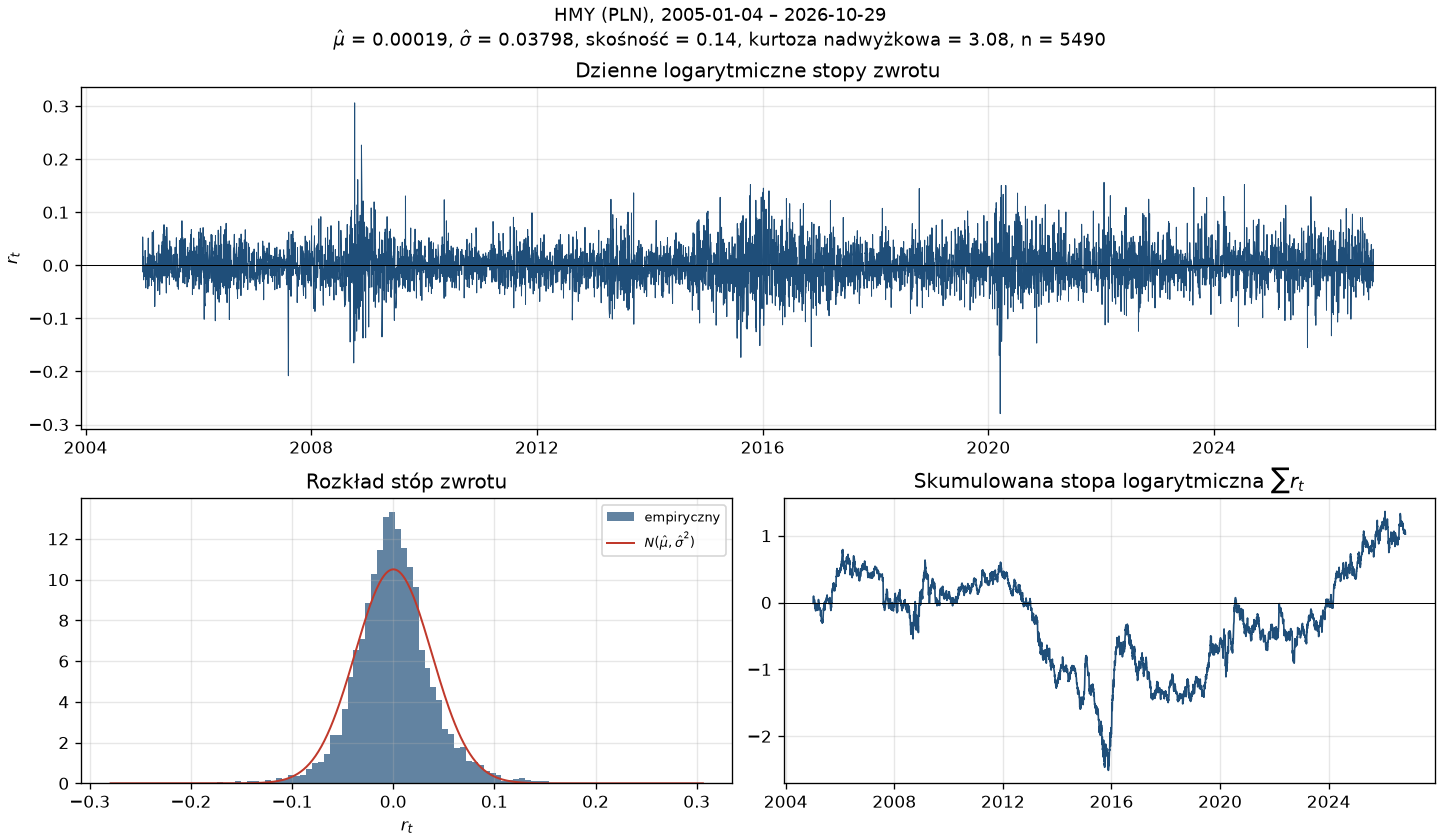 HMY (PLN), 2005-01-04 – 2026-10-29
μ̂ = 0.00019, σ̂ = 0.03798, skośność = 0.14, kurtoza nadwyżkowa = 3.08, n = 5490
Dzienne logarytmiczne stopy zwrotu
0.3
0.2
0.1
0.0
−0.1
−0.2
−0.3
r_t
2004 2008 2012 2016 2020 2024
Rozkład stóp zwrotu
empiryczny
N(μ̂, σ̂²)
12
10
8
6
4
2
0
−0.3 −0.2 −0.1 0.0 0.1 0.2 0.3
r_t
Skumulowana stopa logarytmiczna ∑r_t
1
0
−1
−2
2004 2008 2012 2016 2020 2024